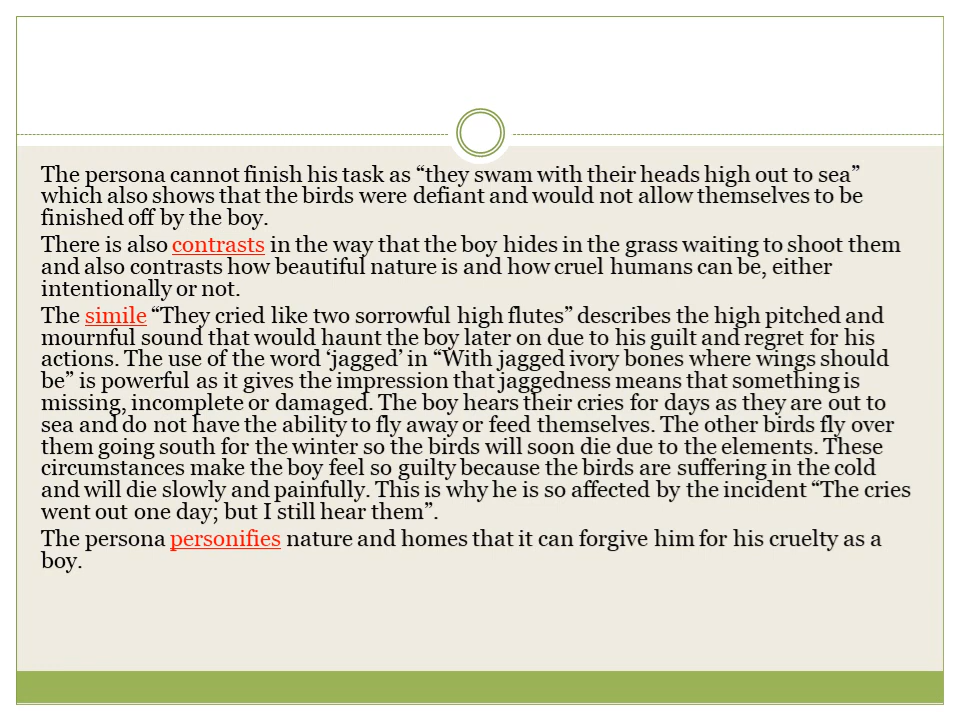 The persona cannot finish his task as “they swam with their heads high out to sea”
which also shows that the birds were defiant and would not allow themselves to be
finished off by the boy.
There is also contrasts in the way that the boy hides in the grass waiting to shoot them
and also contrasts how beautiful nature is and how cruel humans can be, either
intentionally or not.
The simile “They cried like two sorrowful high flutes” describes the high pitched and
mournful sound that would haunt the boy later on due to his guilt and regret for his
actions. The use of the word ‘jagged’ in “With jagged ivory bones where wings should
be” is powerful as it gives the impression that jaggedness means that something is
missing, incomplete or damaged. The boy hears their cries for days as they are out to
sea and do not have the ability to fly away or feed themselves. The other birds fly over
them going south for the winter so the birds will soon die due to the elements. These
circumstances make the boy feel so guilty because the birds are suffering in the cold
and will die slowly and painfully. This is why he is so affected by the incident “The cries
went out one day; but I still hear them”.
The persona personifies nature and homes that it can forgive him for his cruelty as a
boy.